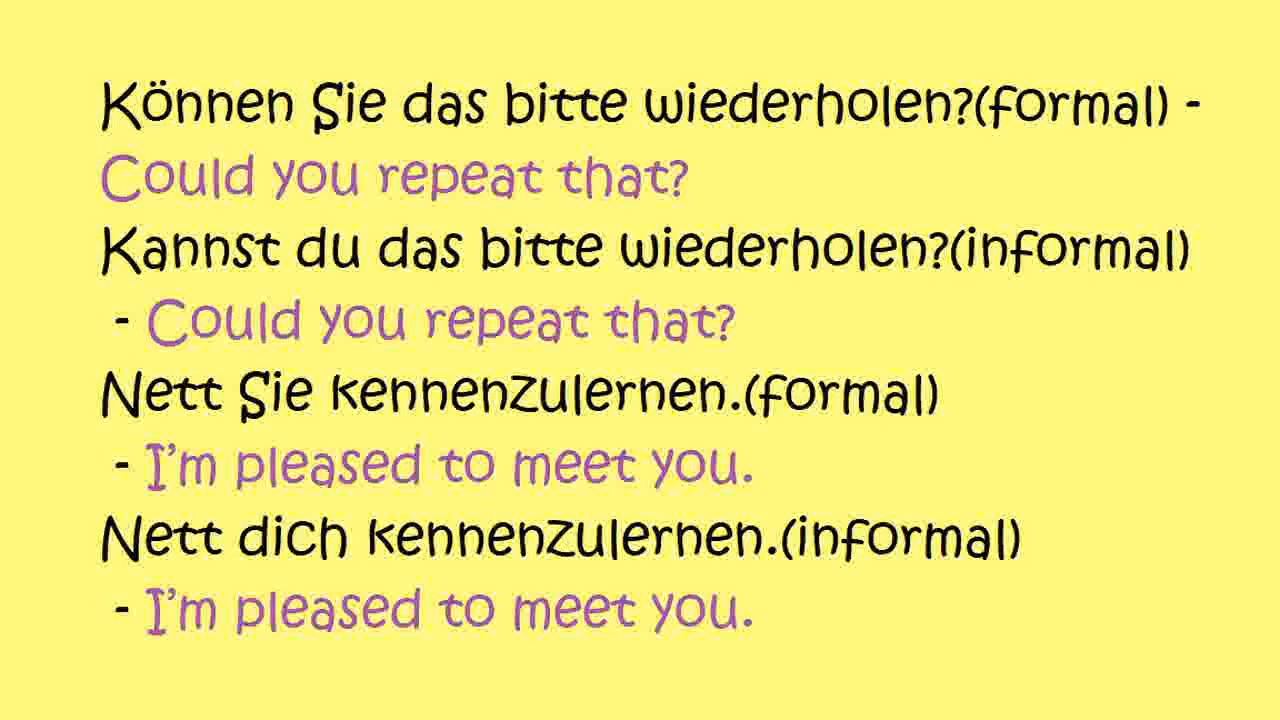 Können Sie das bitte wiederholen?(formal) -
Could you repeat that?
Kannst du das bitte wiederholen?(informal)
- Could you repeat that?
Nett Sie kennenzulernen.(formal)
- I'm pleased to meet you.
Nett dich kennenzulernen.(informal)
- I'm pleased to meet you.